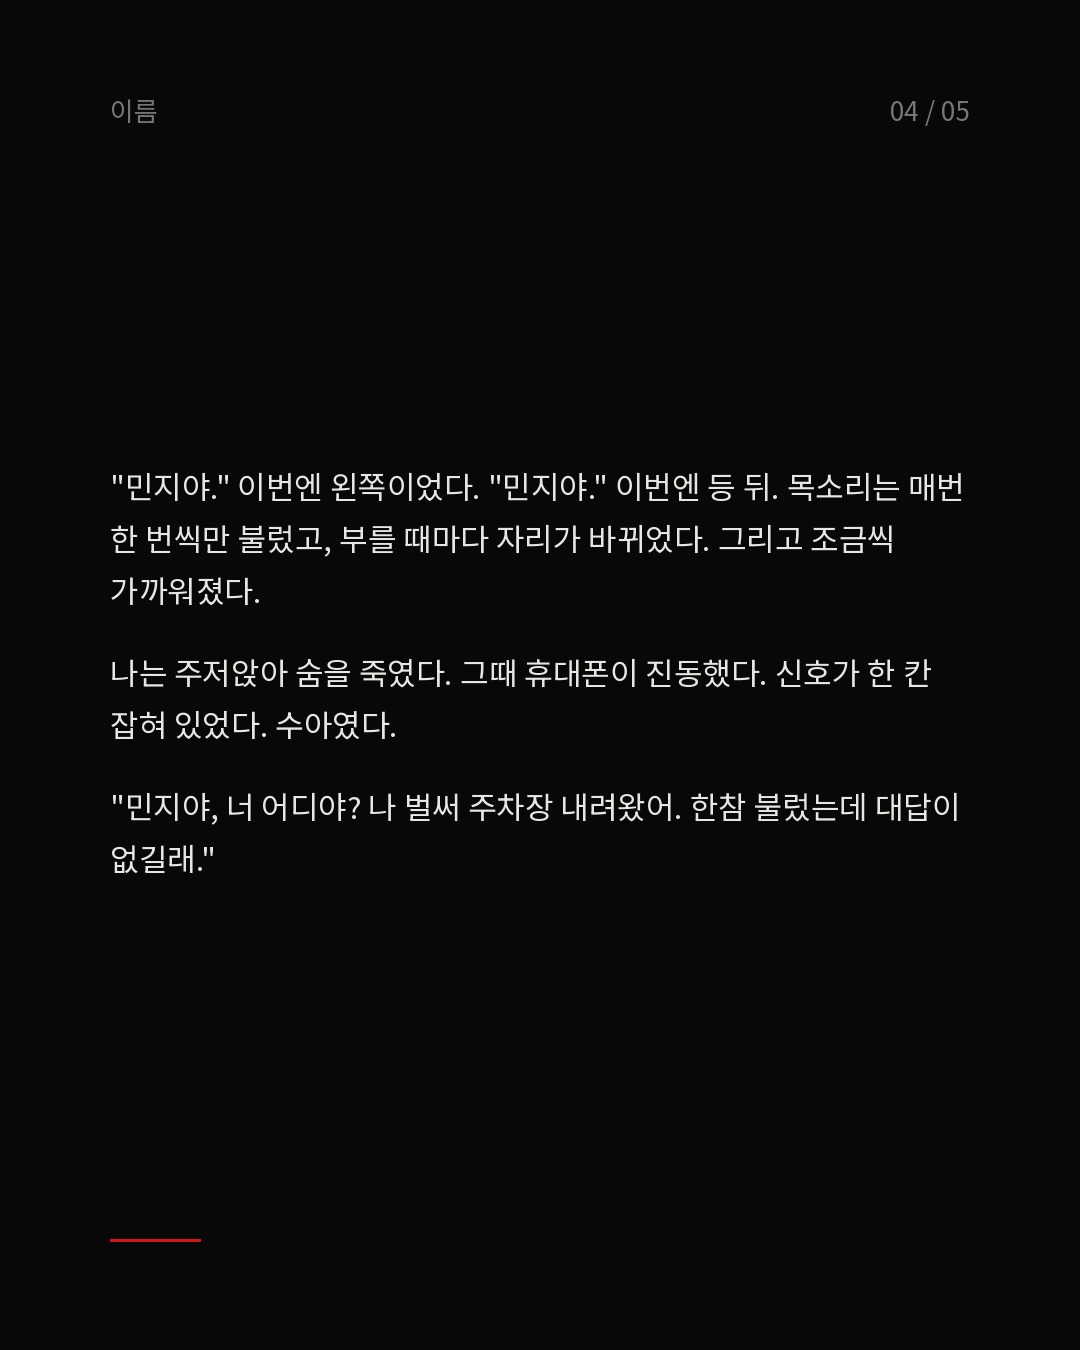 이름
04 / 05
"민지야." 이번엔 왼쪽이었다. "민지야." 이번엔 등 뒤. 목소리는 매번
한 번씩만 불렀고, 부를 때마다 자리가 바뀌었다. 그리고 조금씩
가까워졌다.
나는 주저앉아 숨을 죽였다. 그때 휴대폰이 진동했다. 신호가 한 칸
잡혀 있었다. 수아였다.
"민지야, 너 어디야? 나 벌써 주차장 내려왔어. 한참 불렀는데 대답이
없길래."